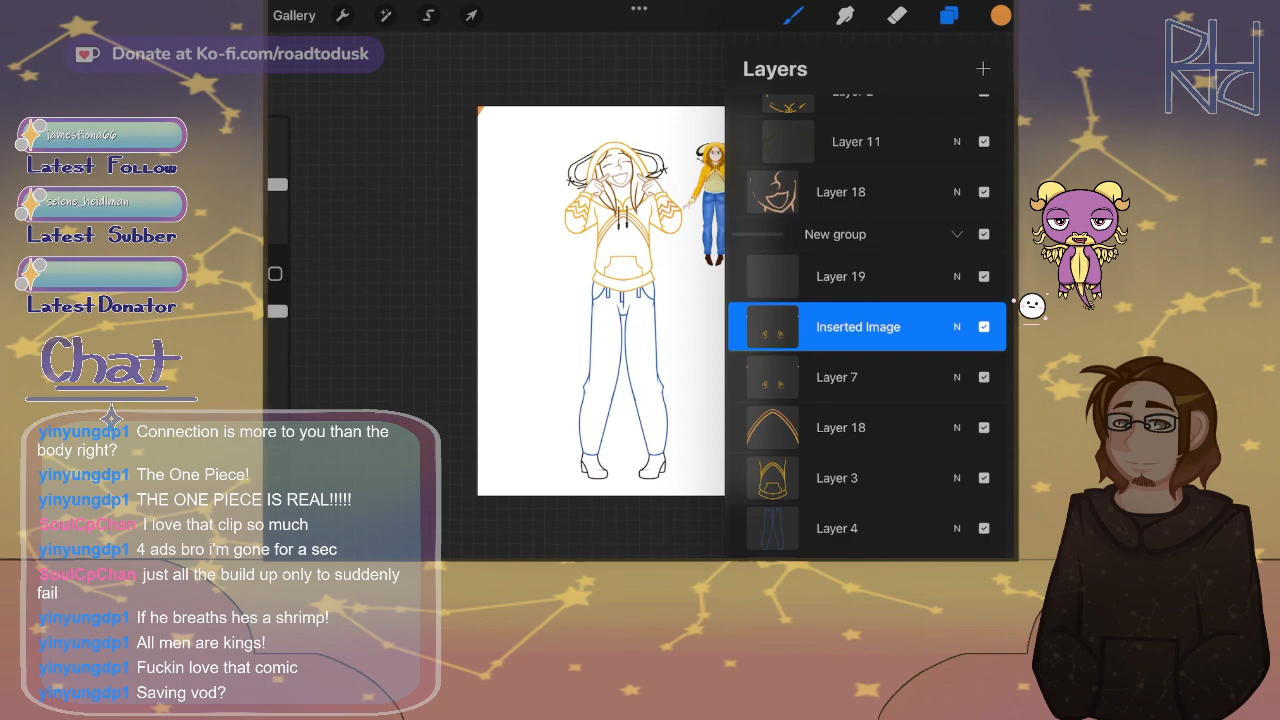 Gallery
Donate at Ko-fi.com/roadtodusk
Layers
Layer 11
N
Layer 18
N
New group
Layer 19
N
Inserted Image
N
Layer 7
N
Layer 18
N
Layer 3
N
Layer 4
N
jamesfiona66
Latest Follow
selene_heidlman
Latest Subber
Latest Donator
Chat
yinyungdp1 Connection is more to you than the
body right?
yinyungdp1 The One Piece!
yinyungdp1 THE ONE PIECE IS REAL!!!!!
SoulCpChan I love that clip so much
yinyungdp1 4 ads bro i'm gone for a sec
SoulCpChan just all the build up only to suddenly
fail
yinyungdp1 If he breaths hes a shrimp!
yinyungdp1 All men are kings!
yinyungdp1 Fuckin love that comic
yinyungdp1 Saving vod?